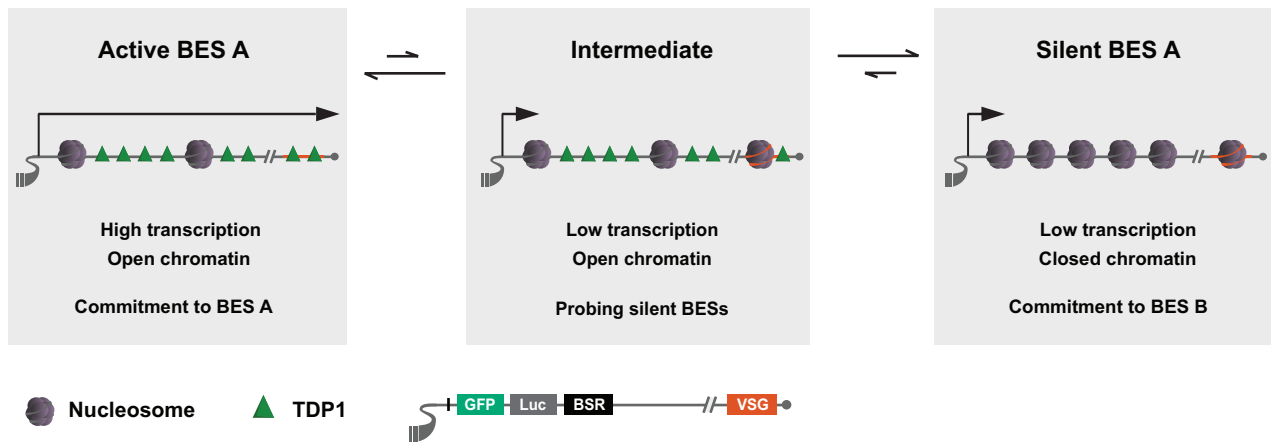 Active BES A
Intermediate
Silent BES A
High transcription
Open chromatin
Commitment to BES A
Low transcription
Open chromatin
Probing silent BESs
Low transcription
Closed chromatin
Commitment to BES B
Nucleosome
TDP1
GFP
Luc
BSR
VSG